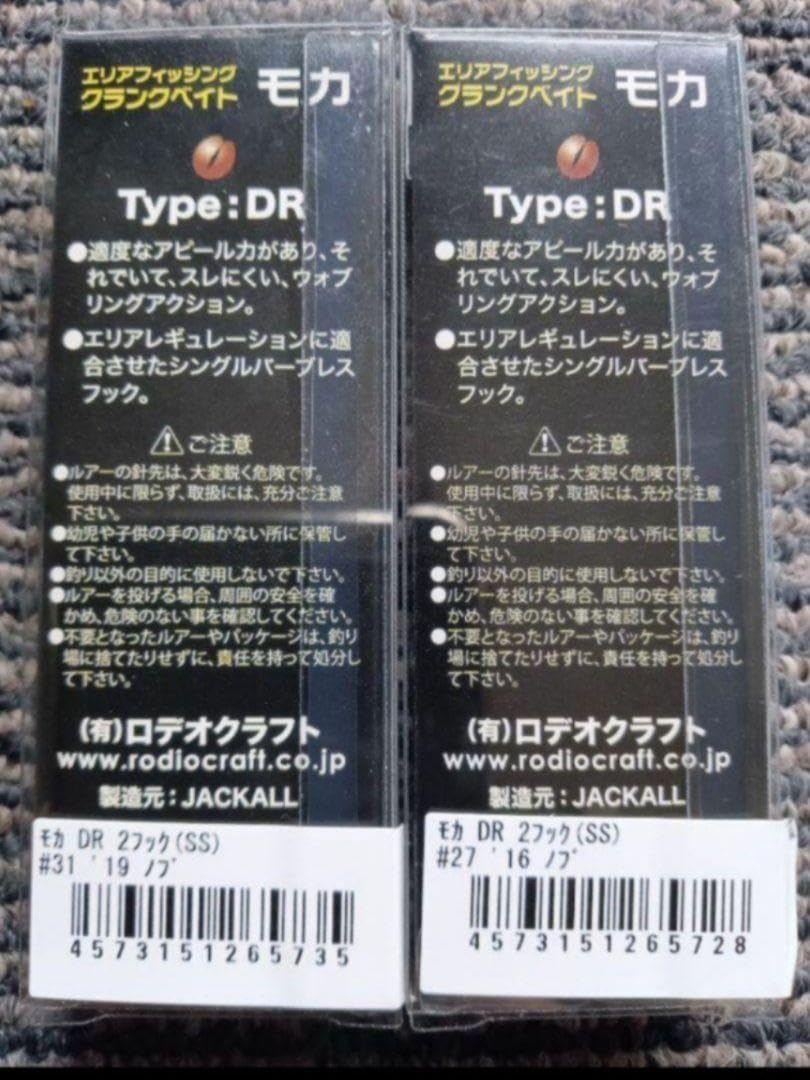 エリアフィッシング
クランクベイト モカ
Type:DR
●適度なアピール力があり、そ
れでいて、スレにくい、ウォブ
リングアクション。
●エリアレギュレーションに適
合させたシングルバーブレス
フック。
⚠ご注意
●ルアーの針先は、大変鋭く危険です。
使用中に限らず、取扱には、充分ご注意
下さい。
●幼児や子供の手の届かない所に保管し
て下さい。
●釣り以外の目的に使用しないで下さい。
●ルアーを投げる場合、周囲の安全を確
かめ、危険のない事を確認してください。
●不要となったルアーやパッケージは、釣り
場に捨てたりせずに、責任を持って処分し
て下さい。
(有)ロデオクラフト
www.rodiocraft.co.jp
製造元:JACKALL
ﾓｶ DR 2ﾌｯｸ(SS)
#31 '19 ﾉﾌﾞ
4573151265735
エリアフィッシング
クランクベイト モカ
Type:DR
●適度なアピール力があり、そ
れでいて、スレにくい、ウォブ
リングアクション。
●エリアレギュレーションに適
合させたシングルバーブレス
フック。
⚠ご注意
●ルアーの針先は、大変鋭く危険です。
使用中に限らず、取扱には、充分ご注意
下さい。
●幼児や子供の手の届かない所に保管し
て下さい。
●釣り以外の目的に使用しないで下さい。
●ルアーを投げる場合、周囲の安全を確
かめ、危険のない事を確認してください。
●不要となったルアーやパッケージは、釣り
場に捨てたりせずに、責任を持って処分し
て下さい。
(有)ロデオクラフト
www.rodiocraft.co.jp
製造元:JACKALL
ﾓｶ DR 2ﾌｯｸ(SS)
#27 '16 ﾉﾌﾞ
4573151265728